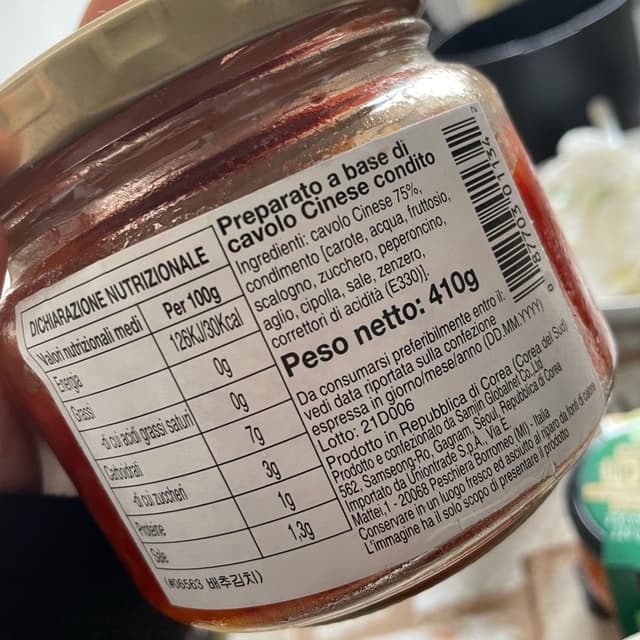 DICHIARAZIONE NUTRIZIONALE
Valori nutrizionali medi Per 100g
Energia 126KJ/30Kcal
Grassi 0g
-di cui acidi grassi saturi 0g
Carboidrati 7g
-di cui zuccheri 3g
Proteine 1g
Sale 1,3g
(#06563 배추김치)
Preparato a base di
cavolo Cinese condito
Ingredienti: cavolo Cinese 75%,
condimento [carote, acqua, fruttosio,
scalogno, zucchero, peperoncino,
aglio, cipolla, sale, zenzero,
correttori di acidità (E330)].
Peso netto: 410g
Da consumarsi preferibilmente entro il:
vedi data riportata sulla confezione
espressa in giorno/mese/anno (DD.MM.YYYY)
Lotto: 21D006
Prodotto in Repubblica di Corea (Corea del Sud)
Prodotto e confezionato da Samjin Globalnet Co.,Ltd
562, Samseong-Ro, Gagnam, Seoul, Repubblica di Corea
Importato da Uniontrade S.p.A., Via E.
Mattei,1 - 20068 Peschiera Borromeo (MI) - Italia
Conservare in un luogo fresco ed asciutto al riparo da fonti di calore
L'immagine ha il solo scopo di presentare il prodotto